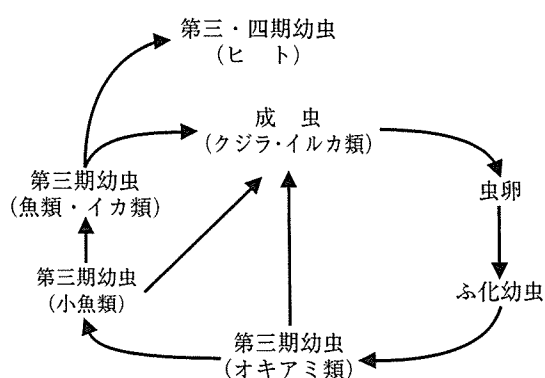 第三・四期幼虫
(ヒト)
成虫
(クジラ・イルカ類)
第三期幼虫
(魚類・イカ類)
虫卵
第三期幼虫
(小魚類)
ふ化幼虫
第三期幼虫
(オキアミ類)